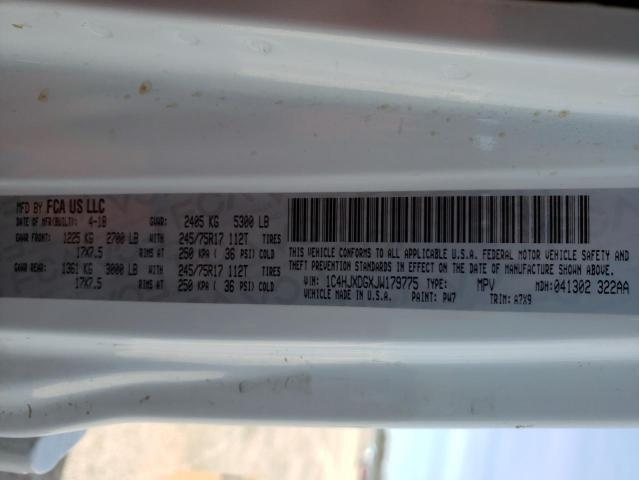 MFD BY FCA US LLC
DATE OF MFR(BUILT): 4-18 GVWR: 2405 KG 5300 LB
GAWR FRONT: 1225 KG 2700 LB WITH 245/75R17 112T TIRES
17X7.5 RIMS AT 250 KPA ( 36 PSI) COLD
GAWR REAR: 1361 KG 3000 LB WITH 245/75R17 112T TIRES
17X7.5 RIMS AT 250 KPA ( 36 PSI) COLD
THIS VEHICLE CONFORMS TO ALL APPLICABLE U.S.A. FEDERAL MOTOR VEHICLE SAFETY AND
THEFT PREVENTION STANDARDS IN EFFECT ON THE DATE OF MANUFACTURE SHOWN ABOVE.
VIN: 1C4HJXDGXJW179775 TYPE: MPV MDH:041302 322AA
VEHICLE MADE IN U.S.A. PAINT: PW7 TRIM: A7X9